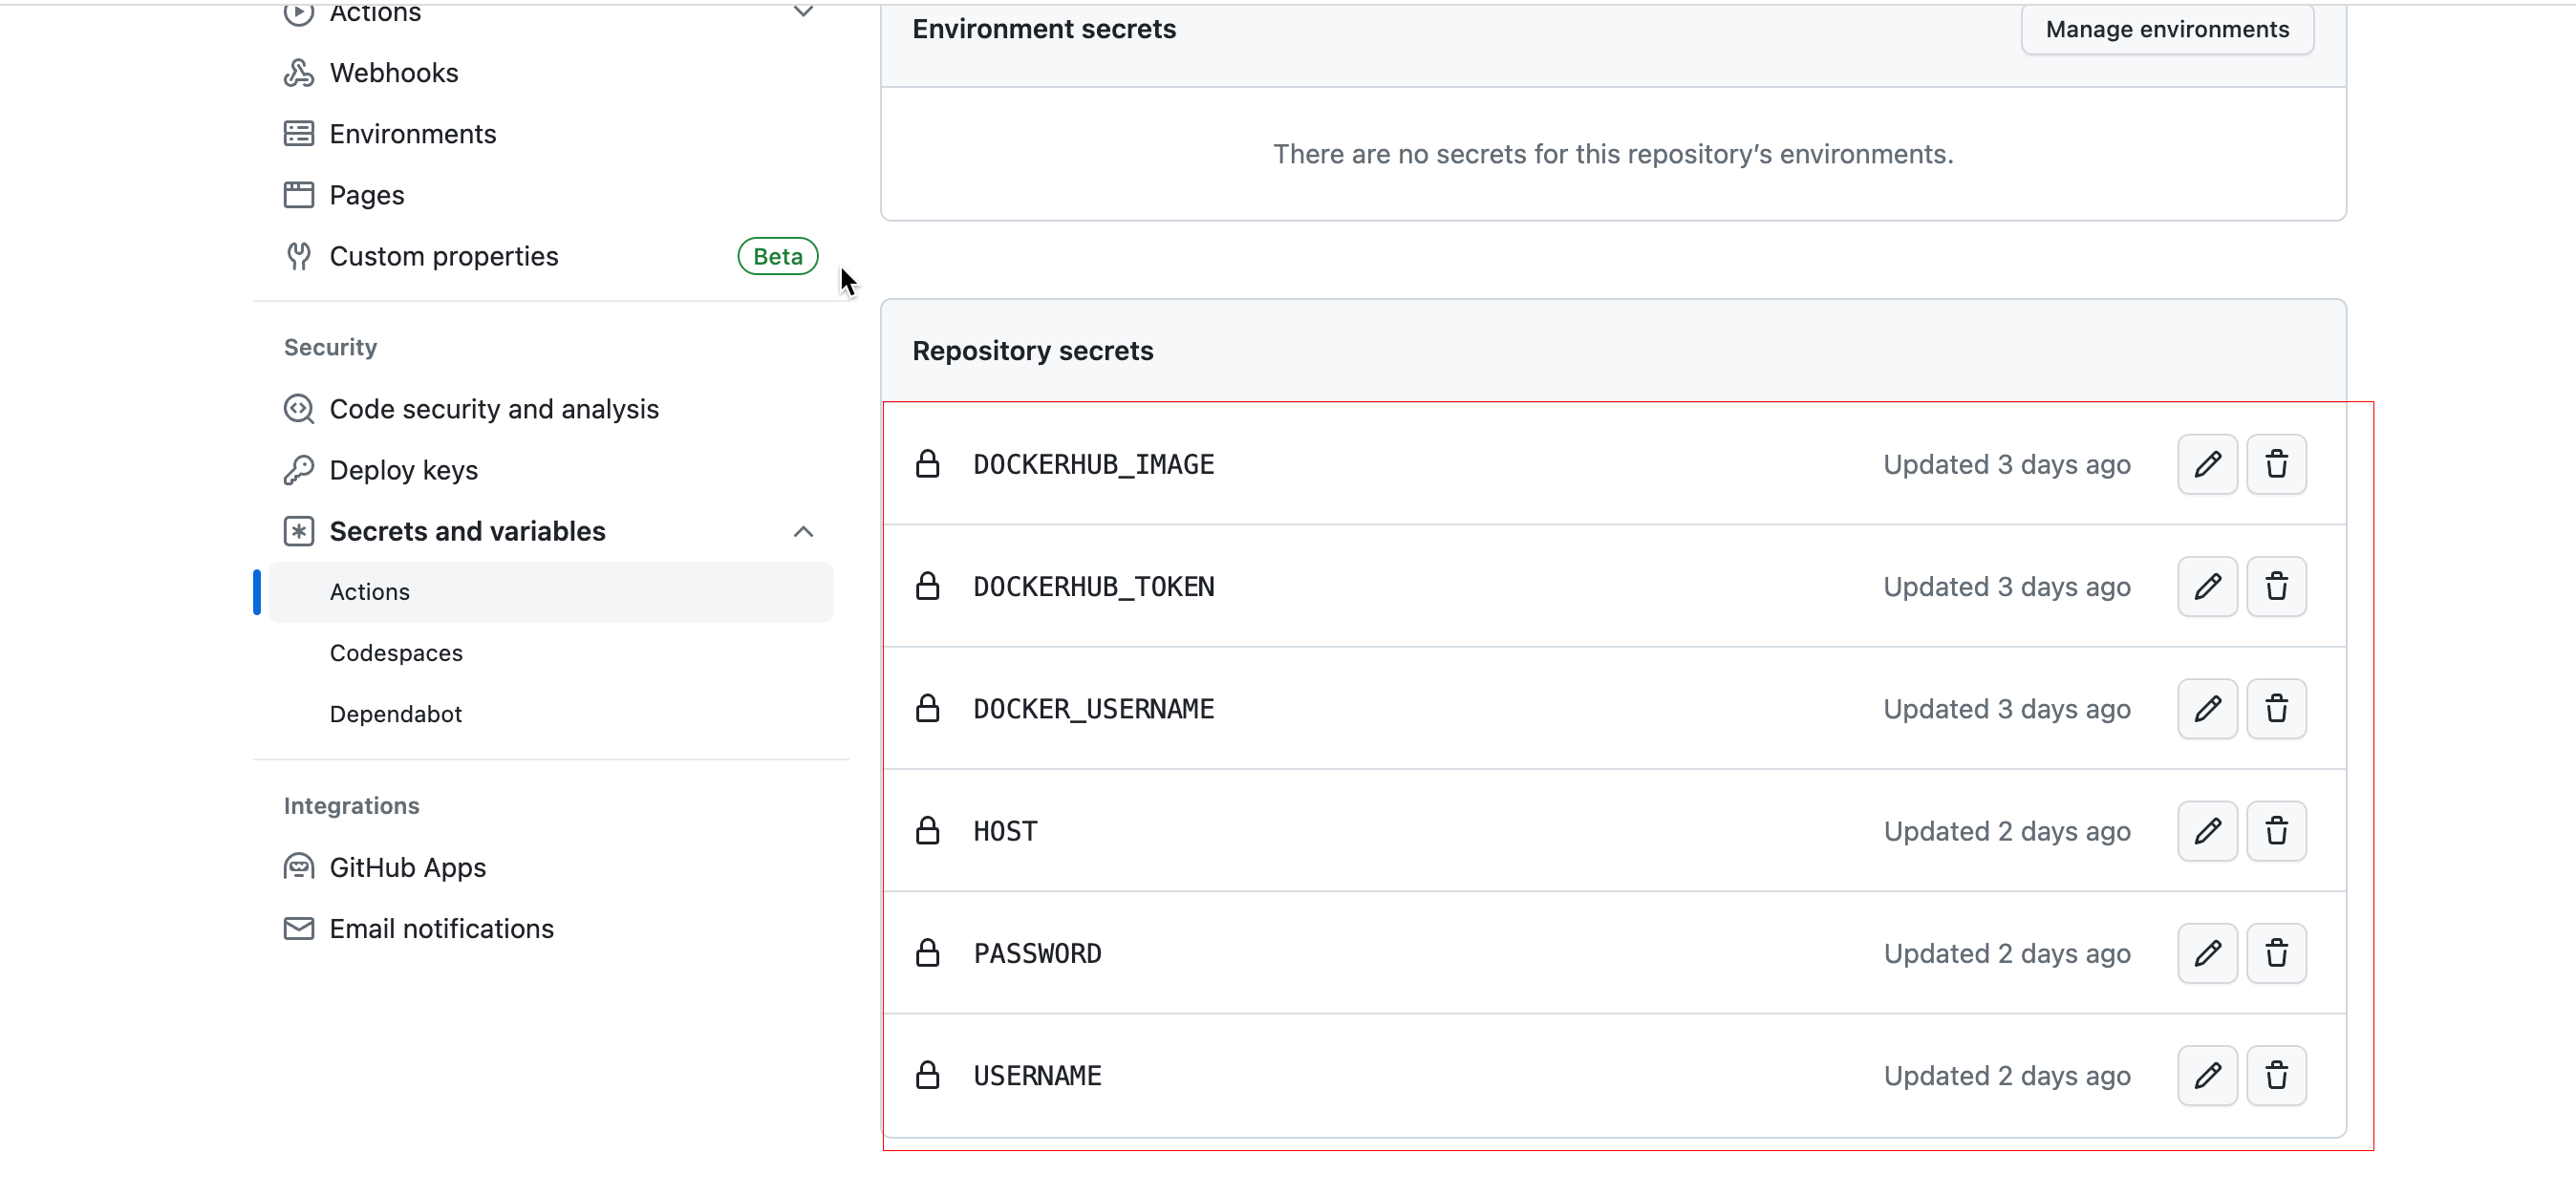 Actions
Webhooks
Environments
Pages
Custom properties Beta
Security
Code security and analysis
Deploy keys
Secrets and variables
Actions
Codespaces
Dependabot
Integrations
GitHub Apps
Email notifications
Environment secrets Manage environments
There are no secrets for this repository’s environments.
Repository secrets
DOCKERHUB_IMAGE Updated 3 days ago
DOCKERHUB_TOKEN Updated 3 days ago
DOCKER_USERNAME Updated 3 days ago
HOST Updated 2 days ago
PASSWORD Updated 2 days ago
USERNAME Updated 2 days ago